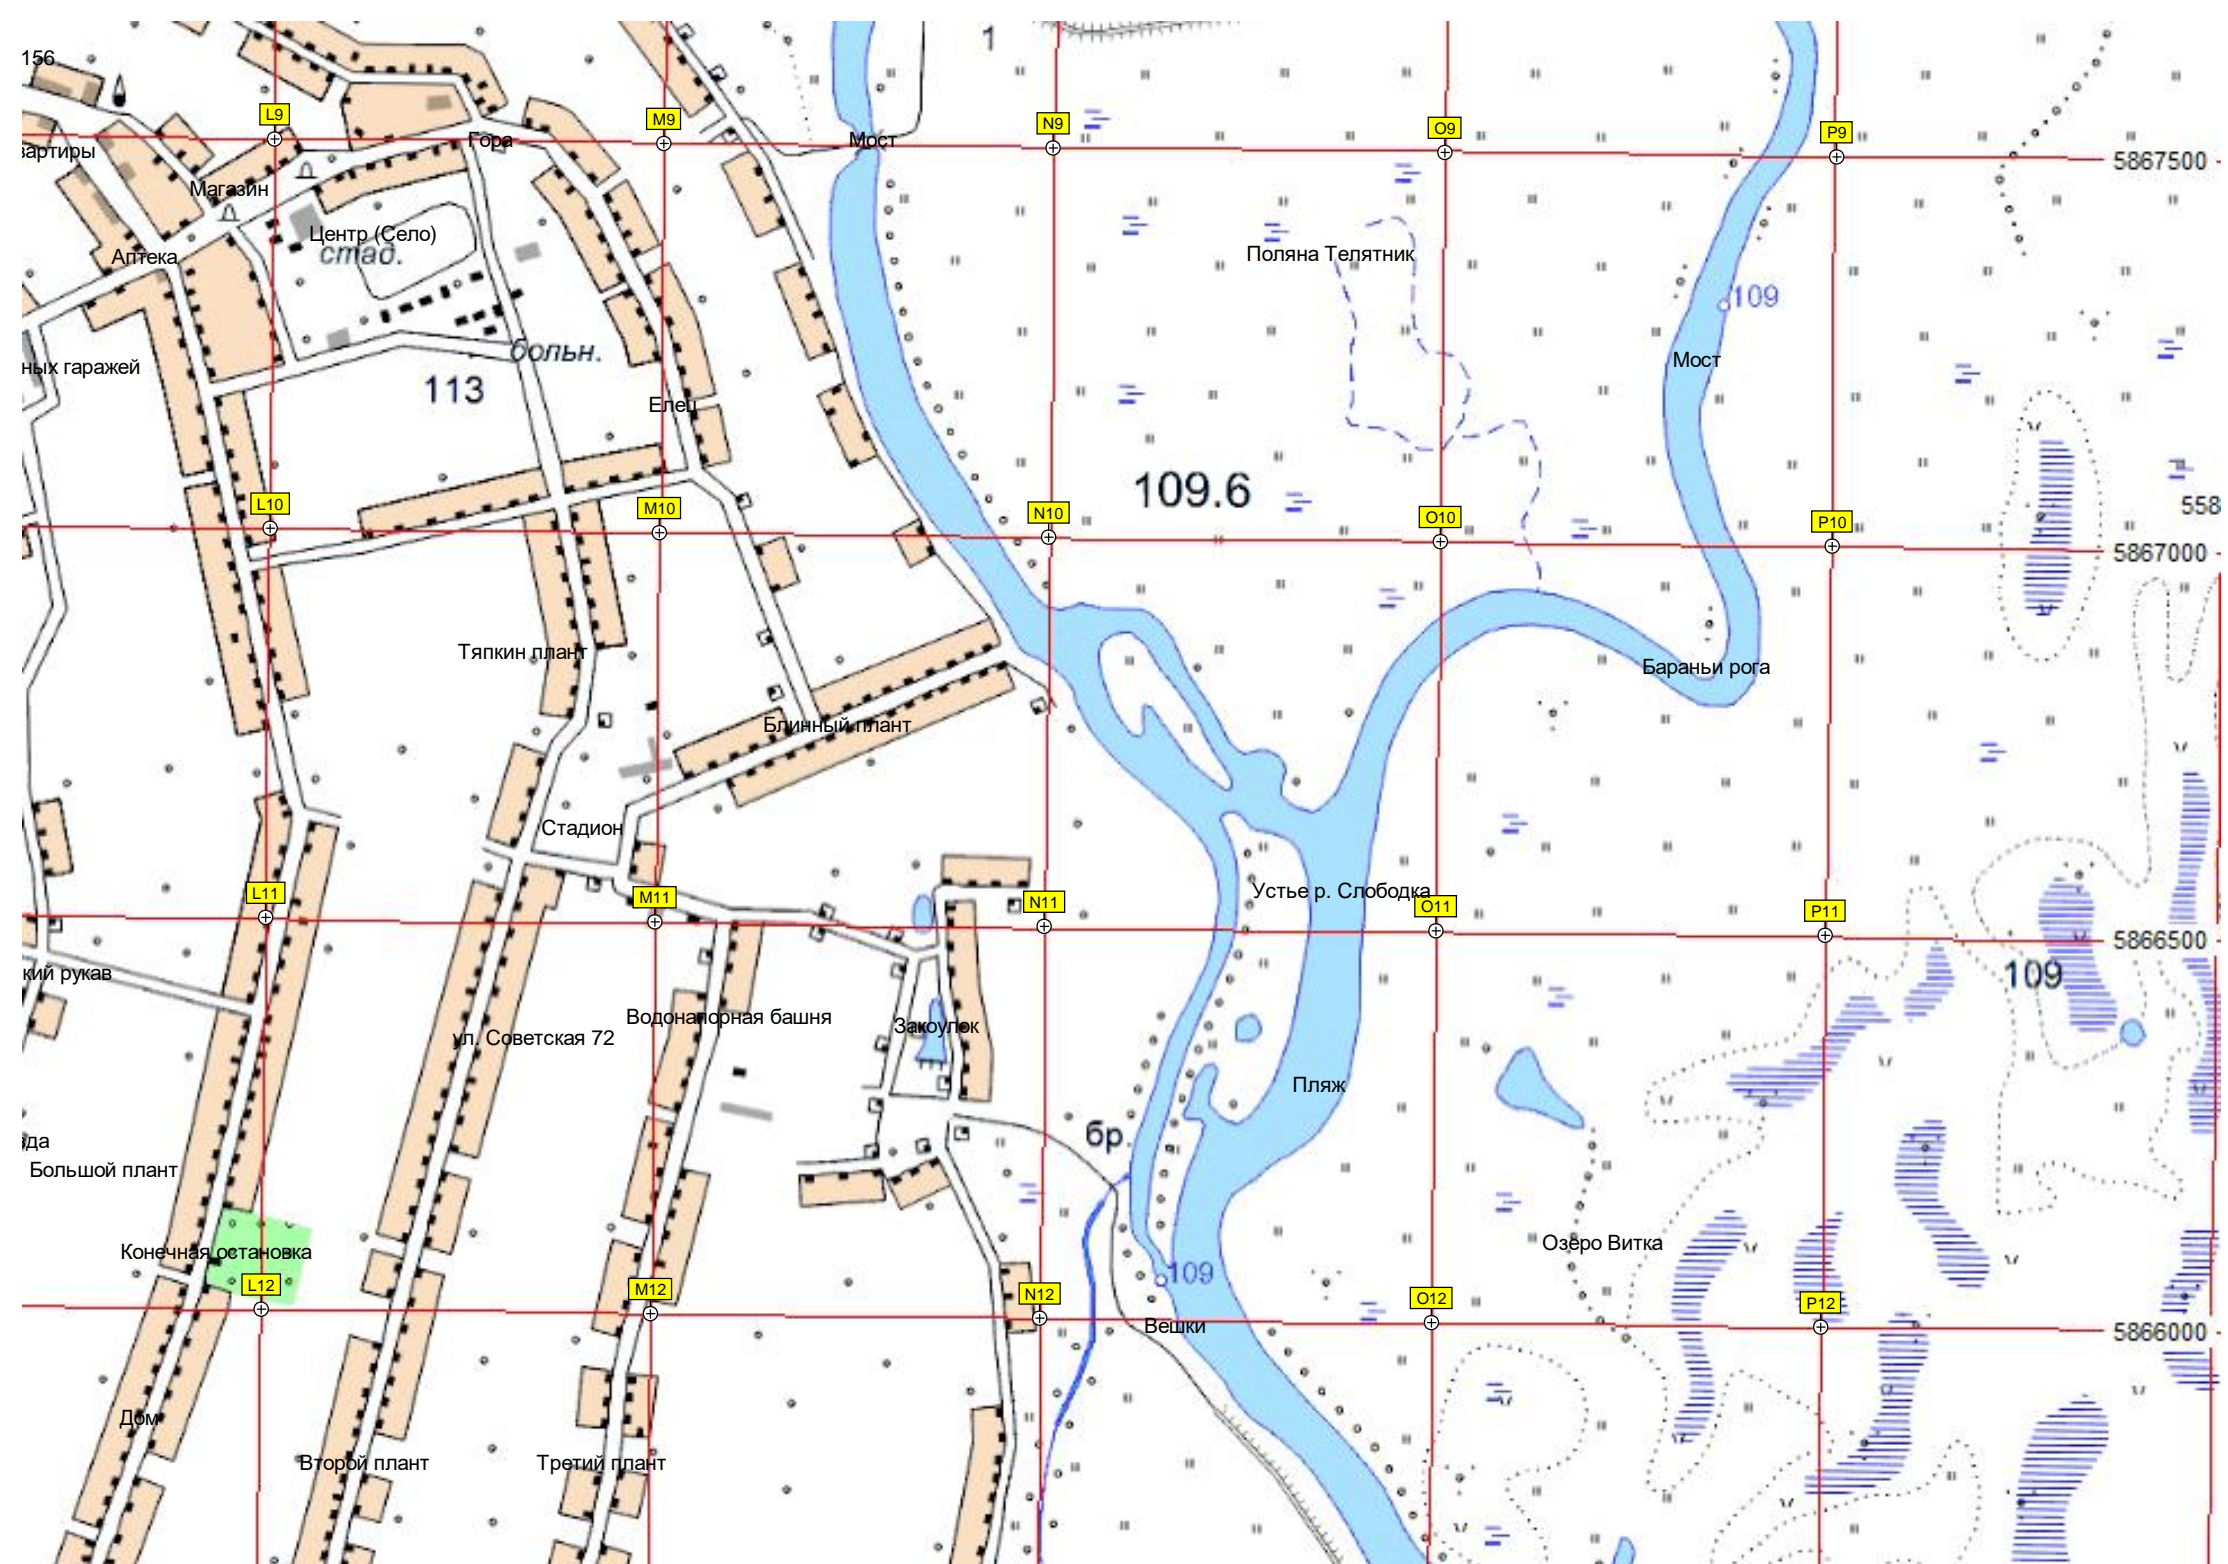 1
156
L9
M9
N9
O9
P9
Гора
Мост
5867500
Магазин
Центр (Село)
стад.
Аптека
Поляна Телятник
109
больн.
Мост
ных гаражей
113
Елец
109.6
L10
M10
N10
O10
P10
558
5867000
Тяпкин плант
Бараньи рога
Блинный плант
Стадион
L11
M11
N11
Устье р. Слободка
O11
P11
5866500
кий рукав
109
Водонапорная башня
Закоулок
ул. Советская 72
Пляж
бр.
Большой плант
Конечная остановка
Озеро Витка
109
L12
M12
N12
O12
P12
Вешки
5866000
Дом
Второй плант
Третий плант